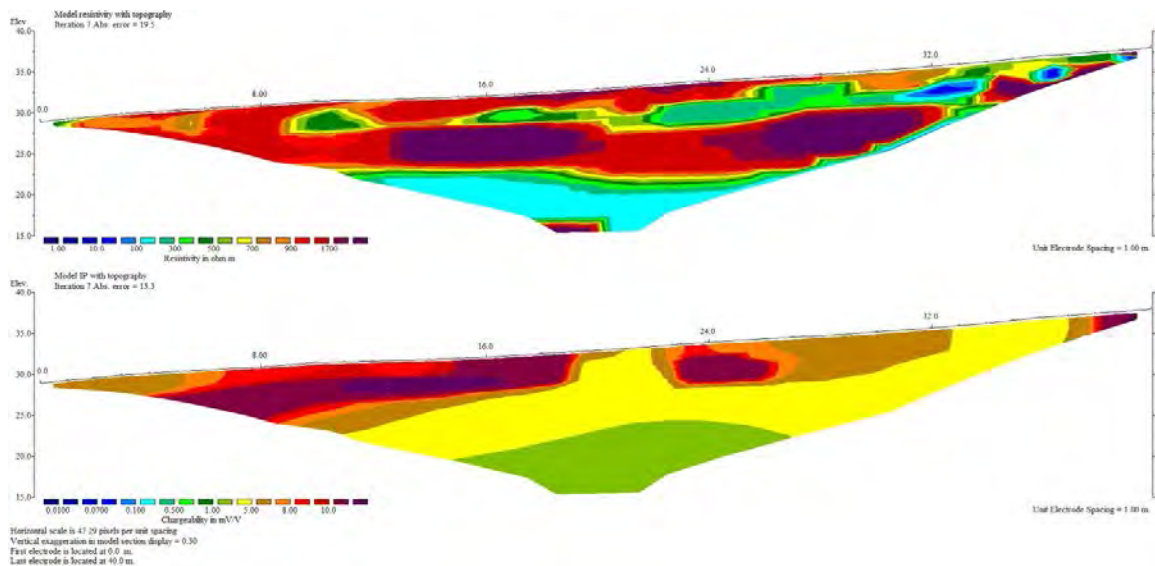 Model resistivity with topography
Elev. Iteration 7 Abs. error = 19.5
40.0
35.0
30.0
25.0
20.0
15.0
0.0 8.00 16.0 24.0 32.0
1.00 10.0 100 300 500 700 900 1700
Resistivity in ohm.m
Unit Electrode Spacing = 1.00 m.
Model IP with topography
Elev. Iteration 7 Abs. error = 13.3
40.0
35.0
30.0
25.0
20.0
15.0
0.0 8.00 16.0 24.0 32.0
0.0100 0.0700 0.100 0.500 1.00 5.00 8.00 10.0
Chargeability in mV/V
Unit Electrode Spacing = 1.00 m.
Horizontal scale is 47.29 pixels per unit spacing
Vertical exaggeration in model section display = 0.50
First electrode is located at 0.0 m.
Last electrode is located at 40.0 m.